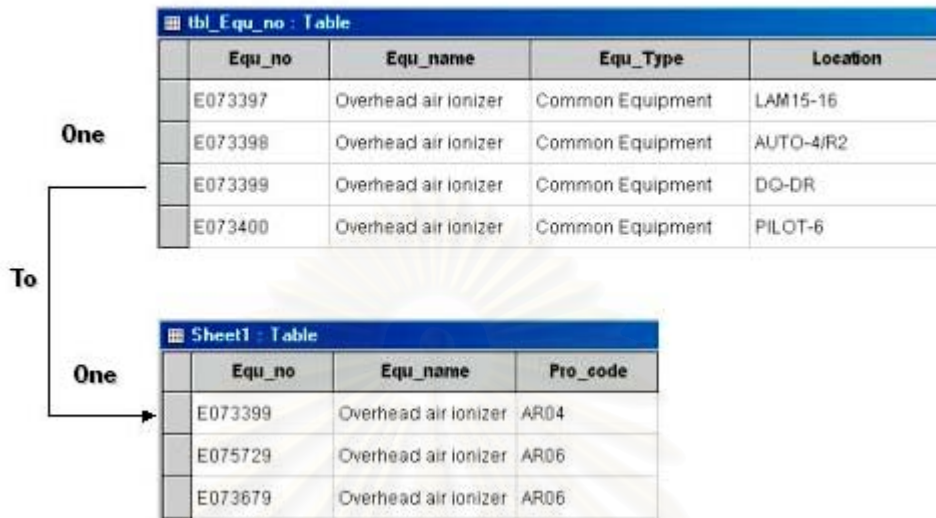 tbl_Equ_no : Table
Equ_no Equ_name Equ_Type Location
E073397 Overhead air ionizer Common Equipment LAM15-16
E073398 Overhead air ionizer Common Equipment AUTO-4/R2
E073399 Overhead air ionizer Common Equipment DQ-DR
E073400 Overhead air ionizer Common Equipment PILOT-6
One
To
One
Sheet1 : Table
Equ_no Equ_name Pro_code
E073399 Overhead air ionizer AR04
E075729 Overhead air ionizer AR06
E073679 Overhead air ionizer AR06